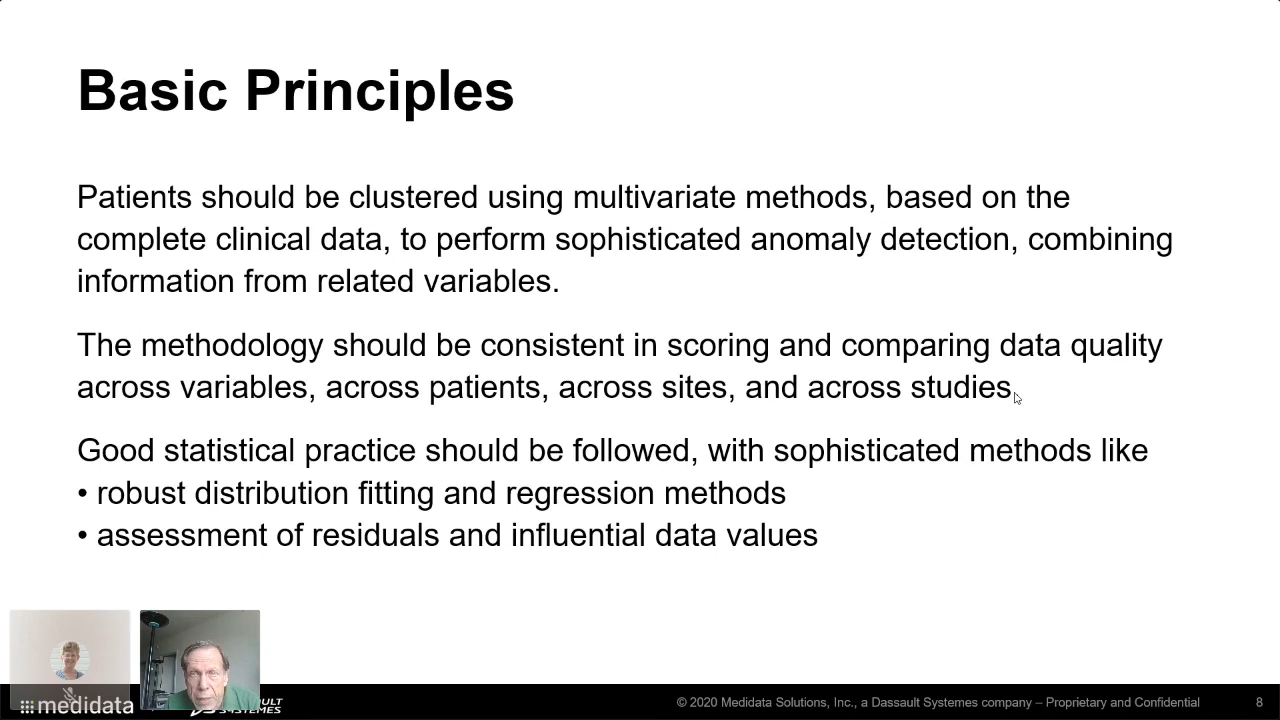 Basic Principles
Patients should be clustered using multivariate methods, based on the
complete clinical data, to perform sophisticated anomaly detection, combining
information from related variables.
The methodology should be consistent in scoring and comparing data quality
across variables, across patients, across sites, and across studies.
Good statistical practice should be followed, with sophisticated methods like
• robust distribution fitting and regression methods
• assessment of residuals and influential data values
medidata
SYSTEMES
© 2020 Medidata Solutions, Inc., a Dassault Systemes company – Proprietary and Confidential
8